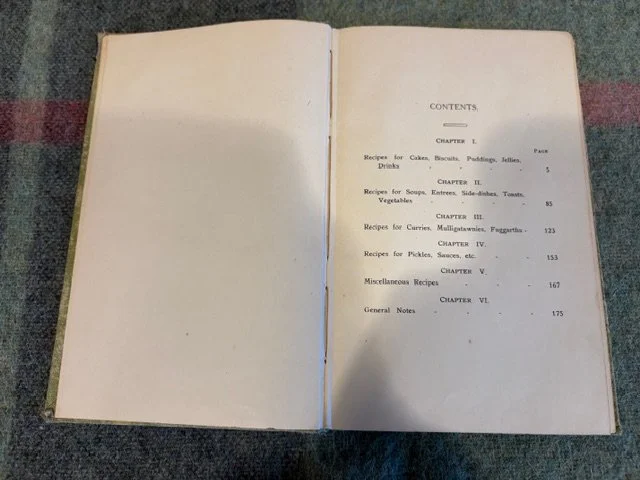 CONTENTS.
CHAPTER I.
PAGE
Recipes for Cakes, Biscuits, Puddings, Jellies,
Drinks - - - - 5
CHAPTER II.
Recipes for Soups, Entrees, Side-dishes, Toasts,
Vegetables - - - - 85
CHAPTER III.
Recipes for Curries, Mulligatawnies, Foggarths - 123
CHAPTER IV.
Recipes for Pickles, Sauces, etc. - - 153
CHAPTER V.
Miscellaneous Recipes - - - - 167
CHAPTER VI.
General Notes - - - - 175